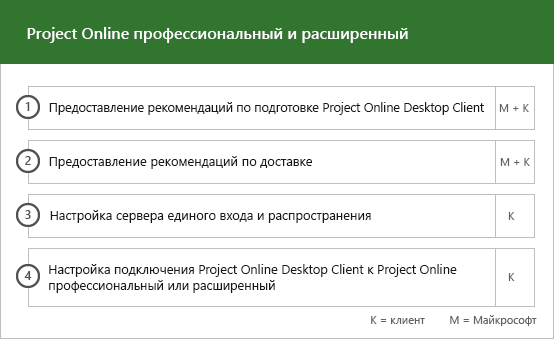 Project Online профессиональный и расширенный
1 Предоставление рекомендаций по подготовке Project Online Desktop Client М + К
2 Предоставление рекомендаций по доставке М + К
3 Настройка сервера единого входа и распространения К
4 Настройка подключения Project Online Desktop Client к Project Online К
профессиональный или расширенный
К = клиент М = Майкрософт